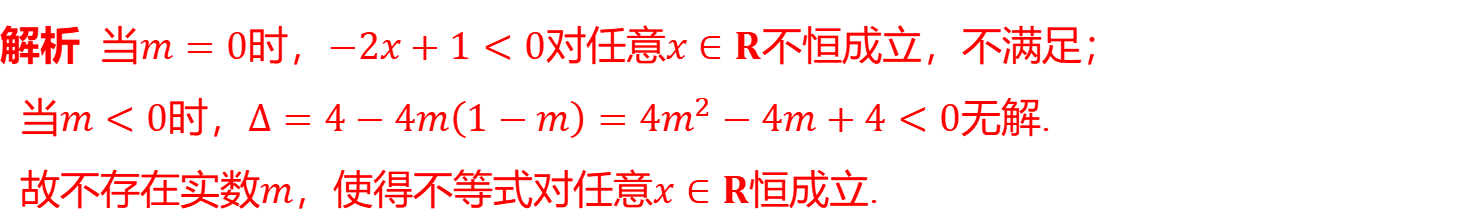 解析 当m = 0时，−2x + 1 < 0对任意x ∈ R不恒成立，不满足；
当m < 0时，Δ = 4 − 4m(1 − m) = 4m² − 4m + 4 < 0无解.
故不存在实数m，使得不等式对任意x ∈ R恒成立.